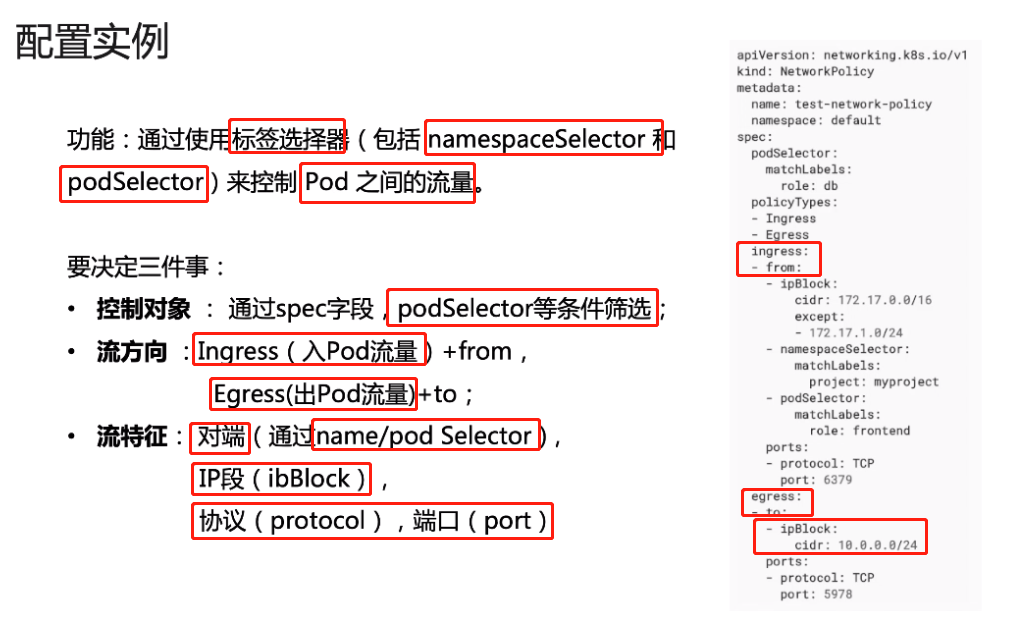 配置实例
功能：通过使用标签选择器（包括 namespaceSelector 和
podSelector）来控制 Pod 之间的流量。
要决定三件事：
• 控制对象 ： 通过spec字段，podSelector等条件筛选；
• 流方向 ：Ingress（入Pod流量）+from，
Egress(出Pod流量)+to；
• 流特征：对端（通过name/pod Selector），
IP段（ibBlock），
协议（protocol），端口（port）
apiVersion: networking.k8s.io/v1
kind: NetworkPolicy
metadata:
  name: test-network-policy
  namespace: default
spec:
  podSelector:
    matchLabels:
      role: db
  policyTypes:
  - Ingress
  - Egress
  ingress:
  - from:
    - ipBlock:
        cidr: 172.17.0.0/16
        except:
        - 172.17.1.0/24
    - namespaceSelector:
        matchLabels:
          project: myproject
    - podSelector:
        matchLabels:
          role: frontend
    ports:
    - protocol: TCP
      port: 6379
  egress:
  - to:
    - ipBlock:
        cidr: 10.0.0.0/24
    ports:
    - protocol: TCP
      port: 5978